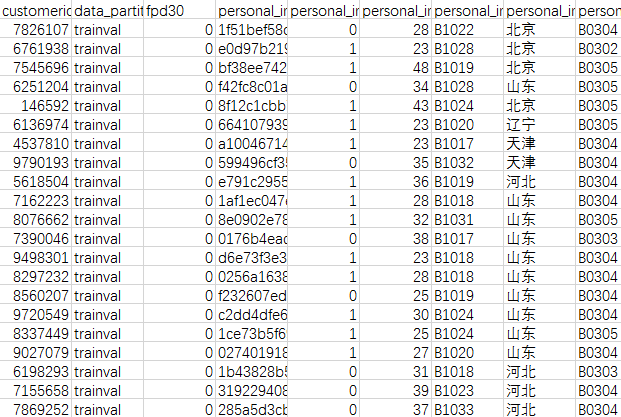 customerid data_partit fpd30 personal_ir personal_ir personal_ir personal_ir personal_ir person
7826107 trainval 0 1f51bef58c 0 28 B1022 北京 B0304
6761938 trainval 0 e0d97b219 1 23 B1028 北京 B0302
7545696 trainval 0 bf38ee742 1 48 B1019 北京 B0305
6251204 trainval 0 f42fc8c01a 0 34 B1028 山东 B0305
146592 trainval 0 8f12c1cbb 1 43 B1024 北京 B0305
6136974 trainval 0 664107939 1 23 B1020 辽宁 B0305
4537810 trainval 0 a10046714 1 23 B1017 天津 B0304
9790193 trainval 0 599496cf35 0 35 B1032 天津 B0304
5618504 trainval 0 e791c2955 1 36 B1019 河北 B0304
7162223 trainval 0 1af1ec047 1 28 B1018 山东 B0304
8076662 trainval 0 8e0902e78 1 32 B1031 山东 B0305
7390046 trainval 0 0176b4eac 0 38 B1017 山东 B0303
9498301 trainval 0 d6e73f3e3 1 23 B1018 山东 B0304
8297232 trainval 0 0256a1638 1 28 B1018 山东 B0304
8560207 trainval 0 f232607ed 0 25 B1019 山东 B0304
9720549 trainval 0 c2dd4dfe6 1 30 B1024 山东 B0304
8337449 trainval 0 1ce73b5f6 1 25 B1024 山东 B0305
9027079 trainval 0 027401918 1 27 B1020 山东 B0304
6198293 trainval 0 1b43828b5 0 31 B1018 河北 B0303
7155658 trainval 0 319229408 0 39 B1023 河北 B0304
7869252 trainval 0 285a5d3cb 0 37 B1033 河北 B0304